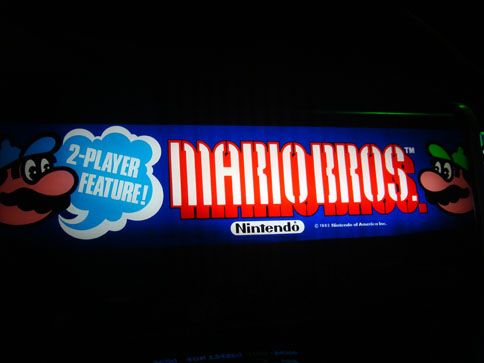 2-PLAYER
FEATURE!
MARIO BROS.™
Nintendo®
© 1983 Nintendo of America Inc.